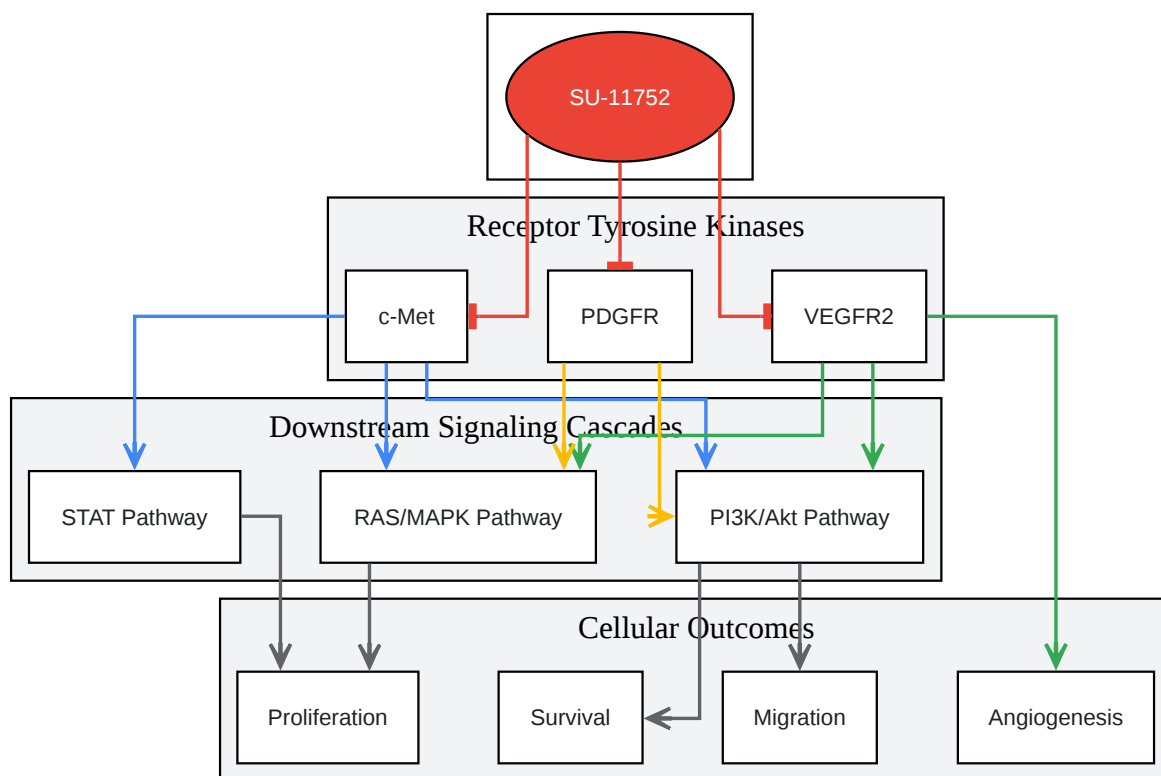 SU-11752
Receptor Tyrosine Kinases
c-Met
PDGFR
VEGFR2
Downstream Signaling Cascades
STAT Pathway
RAS/MAPK Pathway
PI3K/Akt Pathway
Cellular Outcomes
Proliferation
Survival
Migration
Angiogenesis